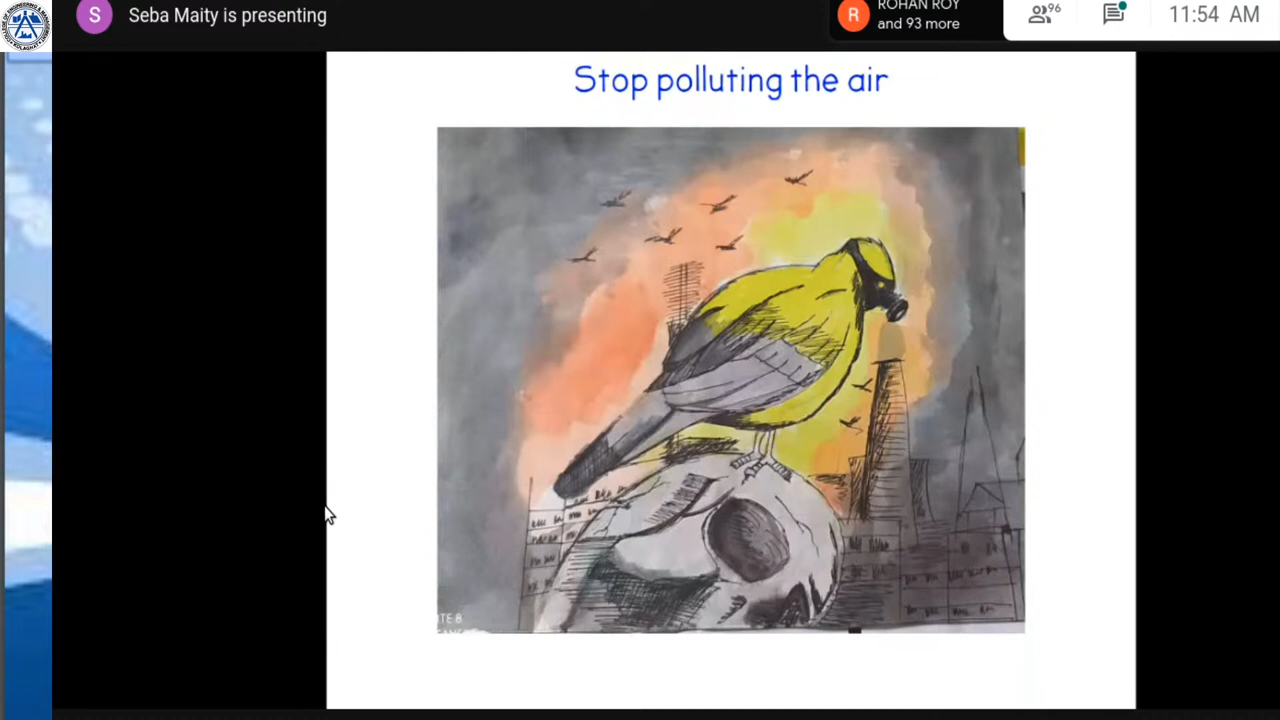 S
Seba Maity is presenting
R
ROHAN ROY
and 93 more
96
11:54 AM
Stop polluting the air